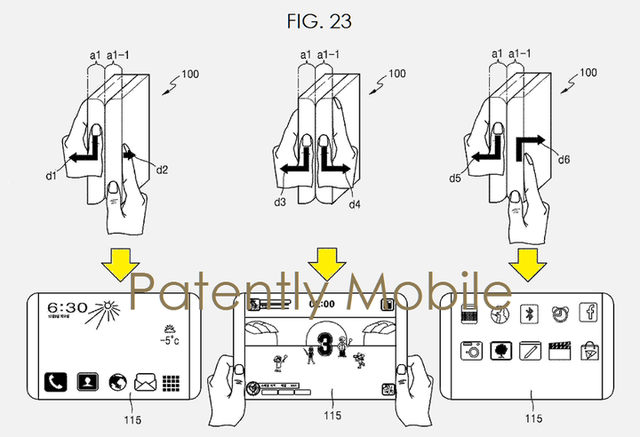 FIG. 23
a1 a1-1
100
d1
d2
a1 a1-1
100
d3
d4
a1 a1-1
100
d5
d6
Patently Mobile
6:30
-5°c
115
00:00
3
115
f
115